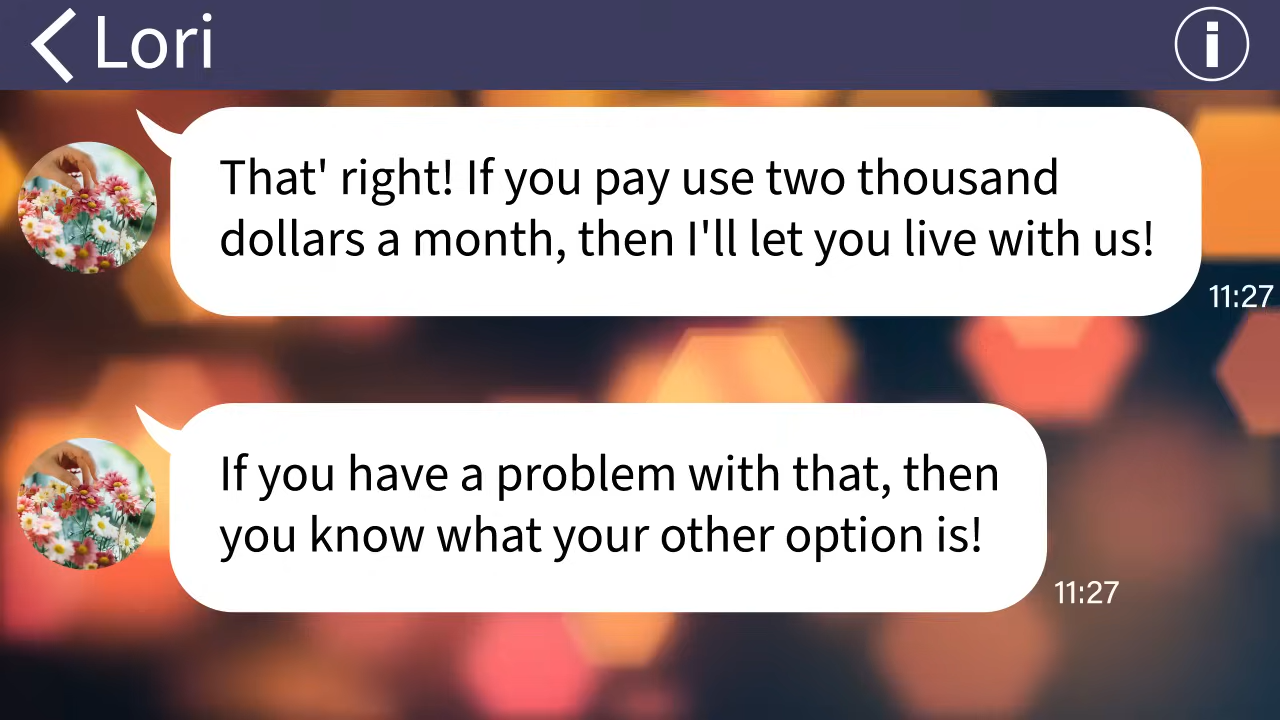 Lori
That' right! If you pay use two thousand
dollars a month, then I'll let you live with us!
11:27
If you have a problem with that, then
you know what your other option is!
11:27